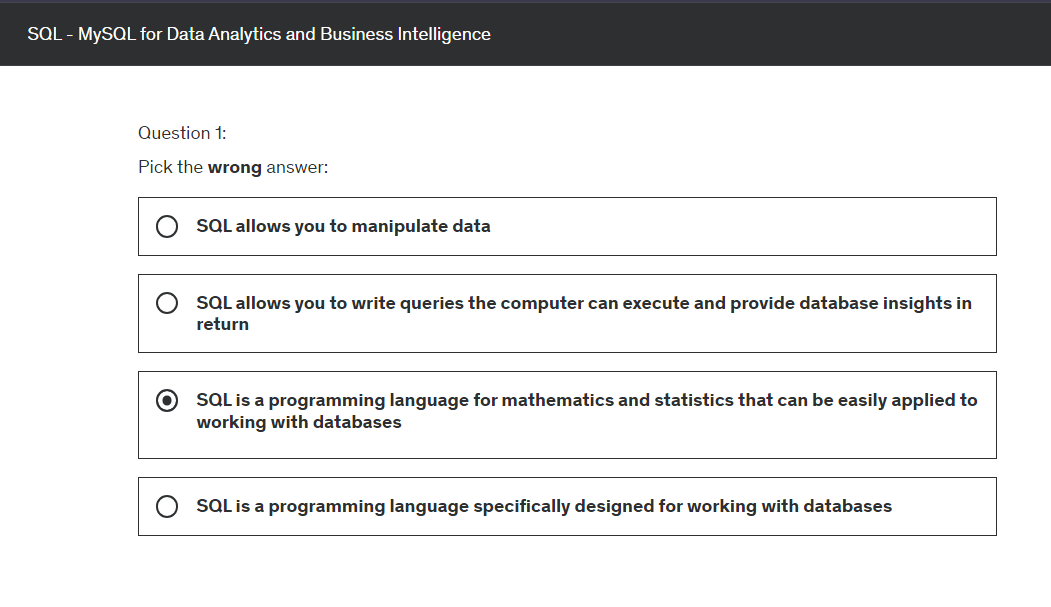 SQL - MySQL for Data Analytics and Business Intelligence
Question 1:
Pick the wrong answer:
SQL allows you to manipulate data
SQL allows you to write queries the computer can execute and provide database insights in
return
SQL is a programming language for mathematics and statistics that can be easily applied to
working with databases
SQL is a programming language specifically designed for working with databases